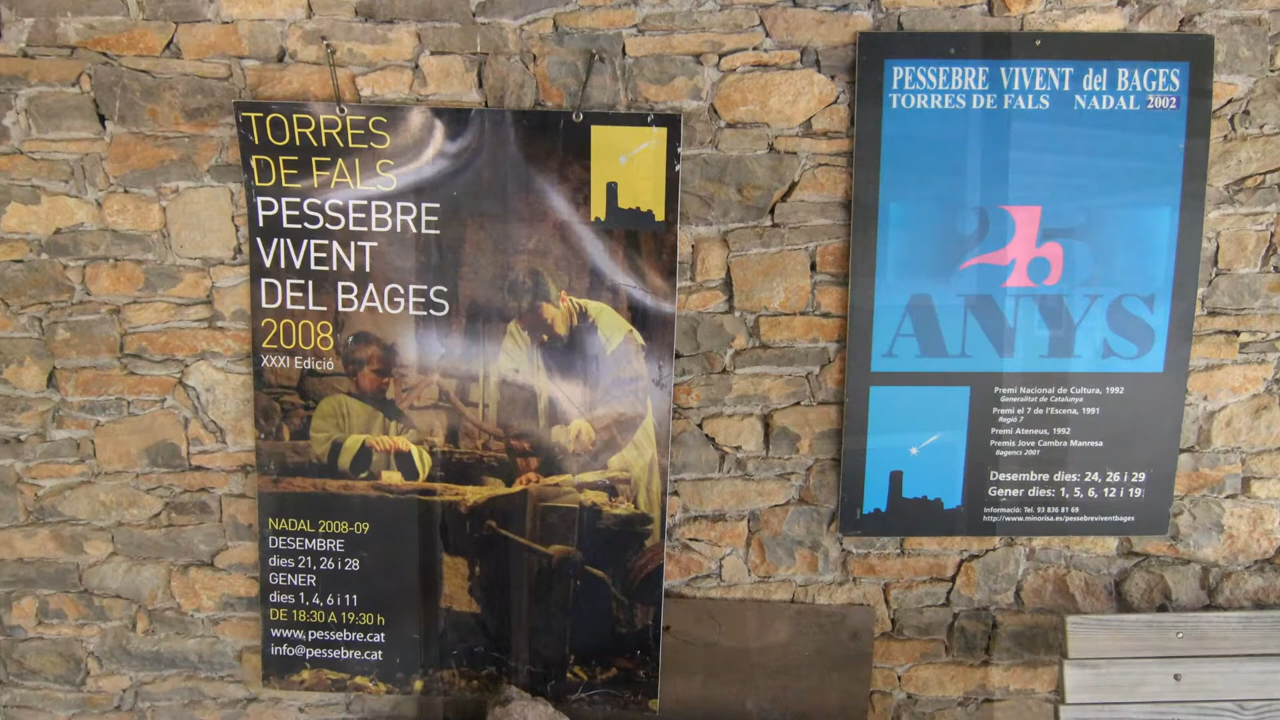 TORRES
DE FALS
PESSEBRE
VIVENT
DEL BAGES
2008
XXXI Edició
NADAL 2008-09
DESEMBRE
dies 21, 26 i 28
GENER
dies 1, 4, 6 i 11
DE 18:30 A 19:30 h
www.pessebre.cat
info@pessebre.cat
PESSEBRE VIVENT del BAGES
TORRES DE FALS NADAL 2002
25
ANYS
Premi Nacional de Cultura, 1992
Generalitat de Catalunya
Premi el 7 de l'Escena, 1991
Regió 7
Premi Ateneus, 1992
Premis Jove Cambra Manresa
Bagencs 2001
Desembre dies: 24, 26 i 29
Gener dies: 1, 5, 6, 12 i 19
Informació: Tel. 93 836 81 69
http://www.minorisa.es/pessebreviventbages